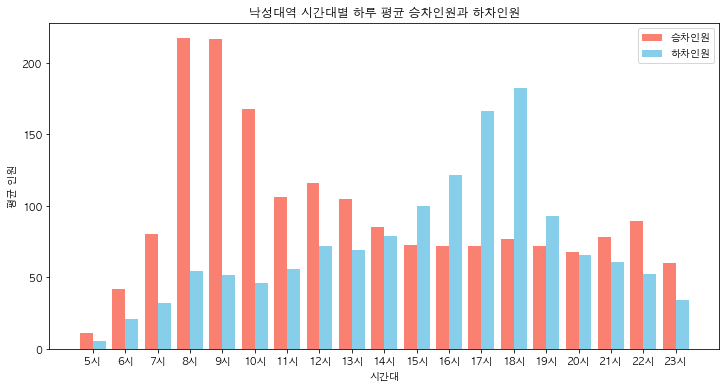 낙성대역 시간대별 하루 평균 승차인원과 하차인원
승차인원
하차인원
평균 인원
200
150
100
50
0
5시 6시 7시 8시 9시 10시 11시 12시 13시 14시 15시 16시 17시 18시 19시 20시 21시 22시 23시
시간대